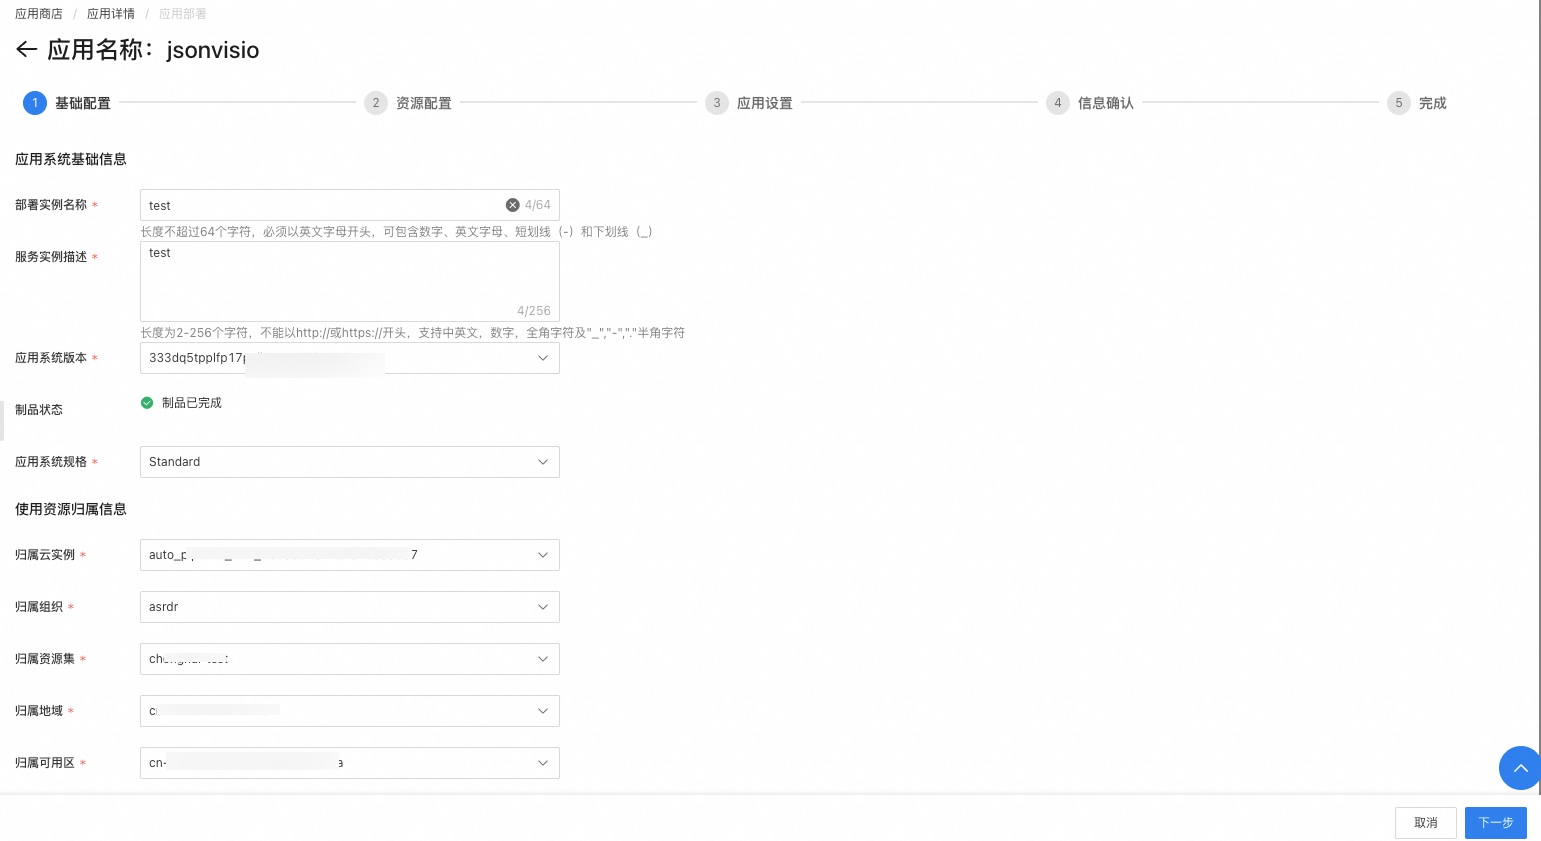 应用商店 / 应用详情 / 应用部署
← 应用名称：jsonvisio
1 基础配置 2 资源配置 3 应用设置 4 信息确认 5 完成
应用系统基础信息
部署实例名称 * test 4/64
长度不超过64个字符，必须以英文字母开头，可包含数字、英文字母、短划线（-）和下划线（_）
服务实例描述 * test
4/256
长度为2-256个字符，不能以http://或https://开头，支持中英文，数字，全角字符及"_","-","."半角字符
应用系统版本 * 333dq5tpplfp17
制品状态 制品已完成
应用系统规格 * Standard
使用资源归属信息
归属云实例 * auto_p 7
归属组织 * asrdr
归属资源集 * ch
归属地域 * c
归属可用区 * cn- a
取消 下一步